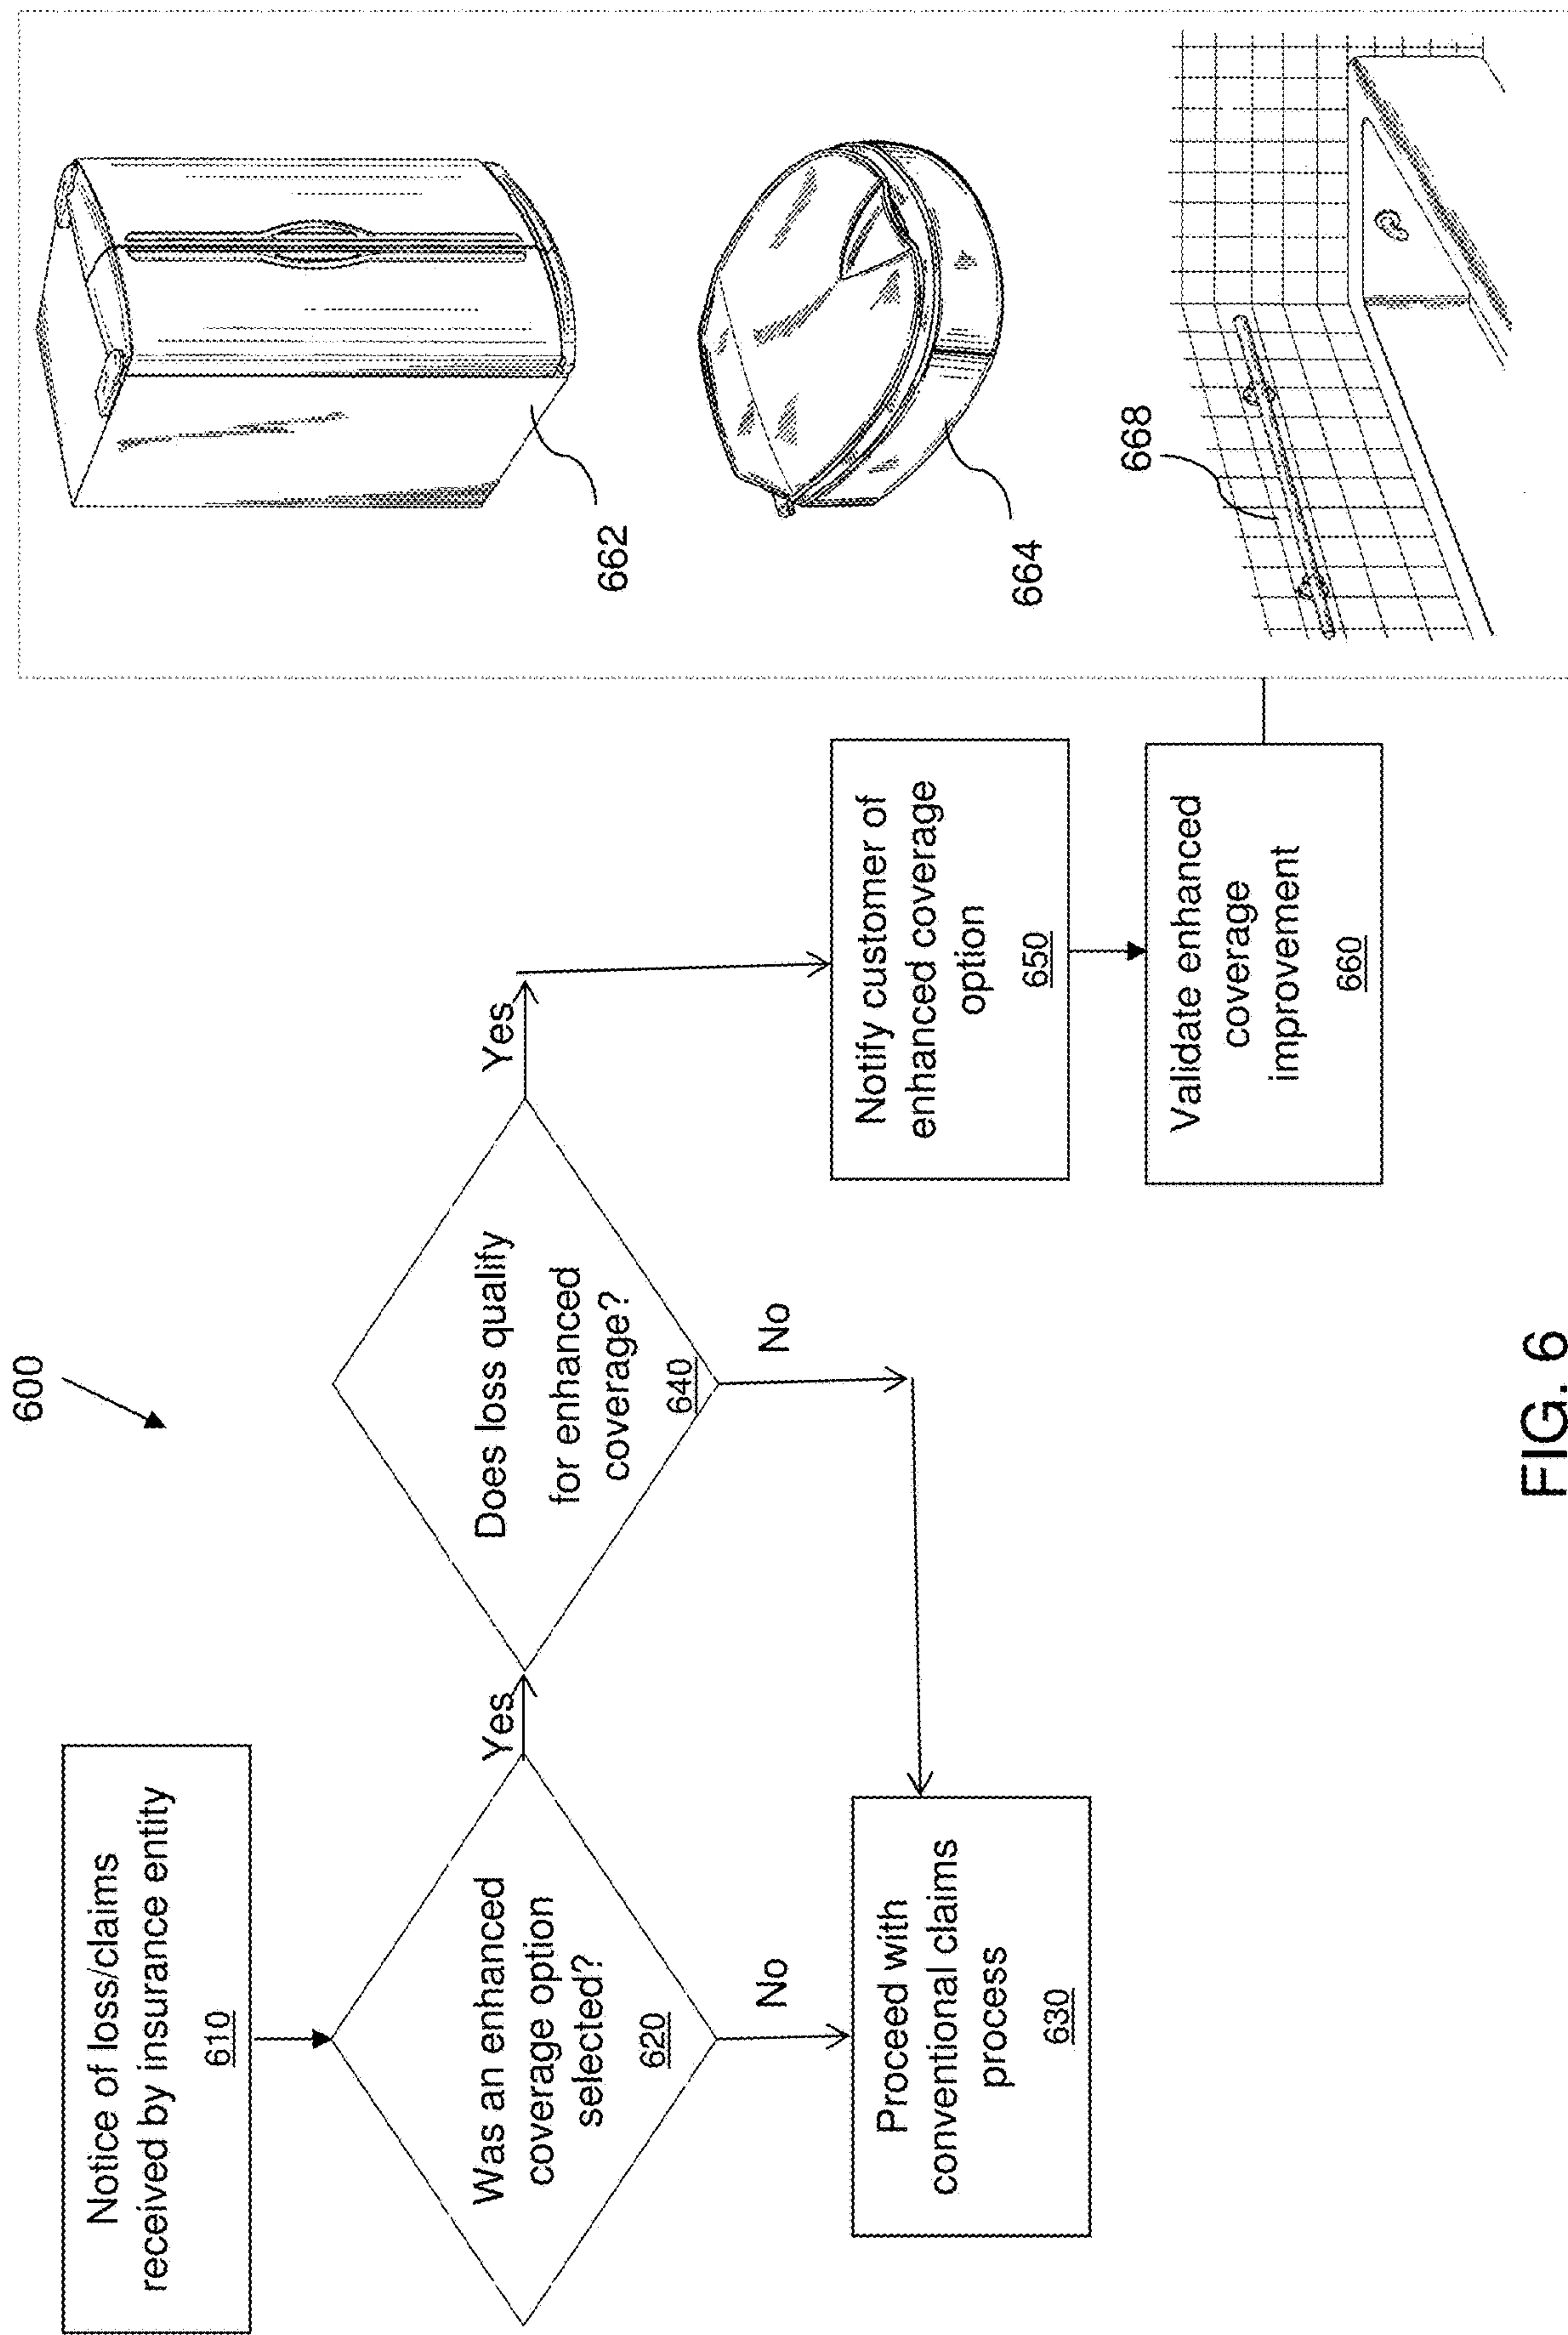 600
Notice of loss/claims
received by insurance entity
610
Was an enhanced
coverage option
selected?
620
Yes
No
Proceed with
conventional claims
process
630
Does loss qualify
for enhanced
coverage?
640
Yes
No
Notify customer of
enhanced coverage
option
650
Validate enhanced
coverage
improvement
660
662
664
668
FIG. 6